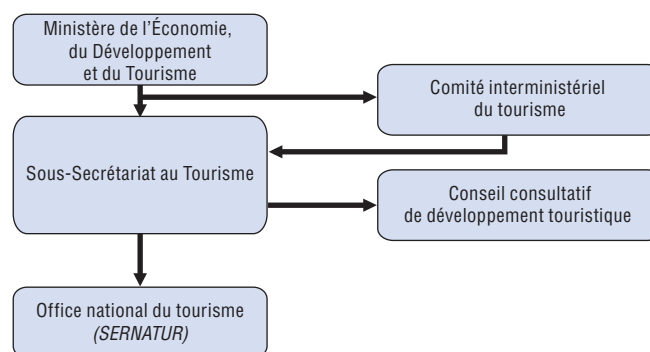 Ministère de l'Économie,
du Développement
et du Tourisme
Comité interministériel
du tourisme
Sous-Secrétariat au Tourisme
Conseil consultatif
de développement touristique
Office national du tourisme
(SERNATUR)